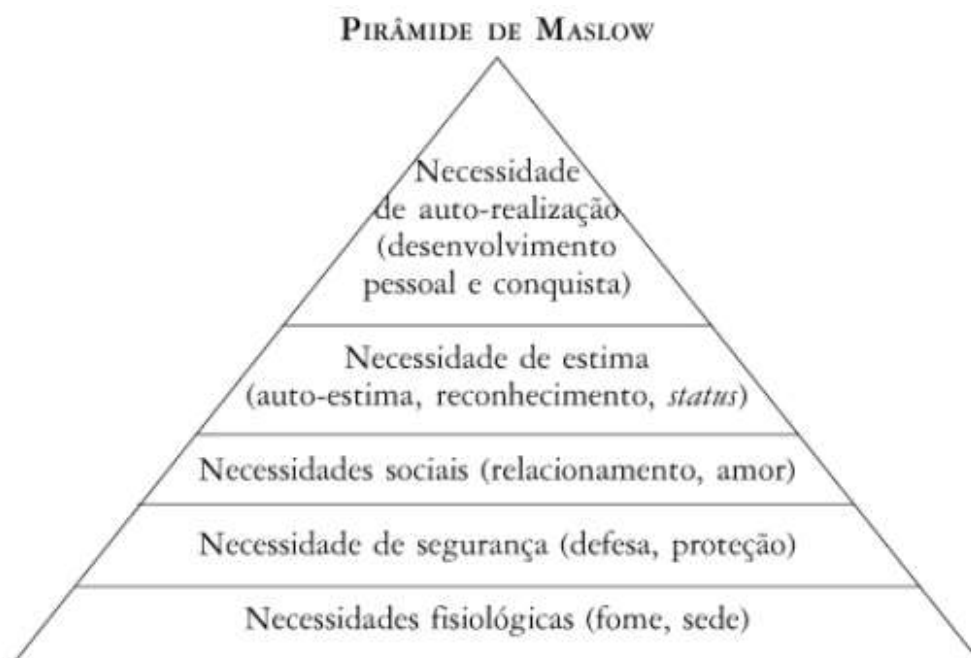 PIRÂMIDE DE MASLOW
Necessidade
de auto-realização
(desenvolvimento
pessoal e conquista)
Necessidade de estima
(auto-estima, reconhecimento, status)
Necessidades sociais (relacionamento, amor)
Necessidade de segurança (defesa, proteção)
Necessidades fisiológicas (fome, sede)